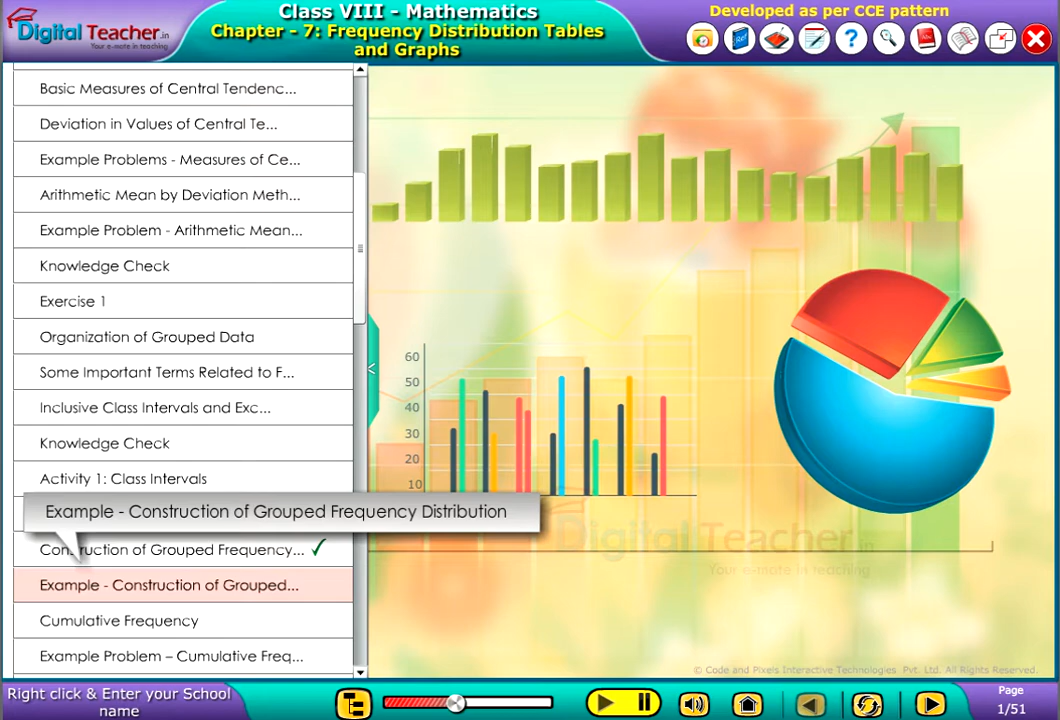 Digital Teacher.in
Your e-mate in teaching
Class VIII - Mathematics
Chapter - 7: Frequency Distribution Tables
and Graphs
Developed as per CCE pattern
Ref
?
Basic Measures of Central Tendenc...
Deviation in Values of Central Te...
Example Problems - Measures of Ce...
Arithmetic Mean by Deviation Meth...
Example Problem - Arithmetic Mean...
Knowledge Check
Exercise 1
Organization of Grouped Data
Some Important Terms Related to F...
Inclusive Class Intervals and Exc...
Knowledge Check
Activity 1: Class Intervals
Example - Construction of Grouped Frequency Distribution
Construction of Grouped Frequency...
Example - Construction of Grouped...
Cumulative Frequency
Example Problem – Cumulative Freq...
<
60
50
40
30
20
10
Digital Teacher.in
Your e-mate in teaching
© Code and Pixels Interactive Technologies Pvt. Ltd. All Rights Reserved.
Right click & Enter your School
name
Page
1/51